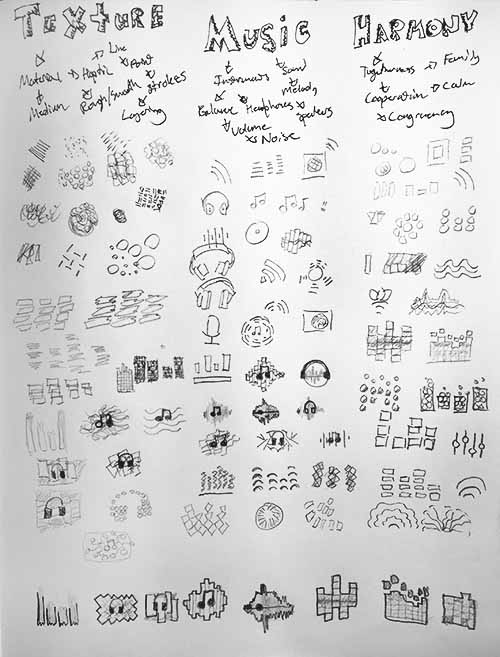 TEXTURE MUSIC HARMONY
Line
Material Haptic Point
Medium Rough/Smooth Strokes
Layering
Instruments Sound
Melody
Balance Headphones Speakers
Volume
Noise
Togetherness Family
Cooperation Calm
Congruency